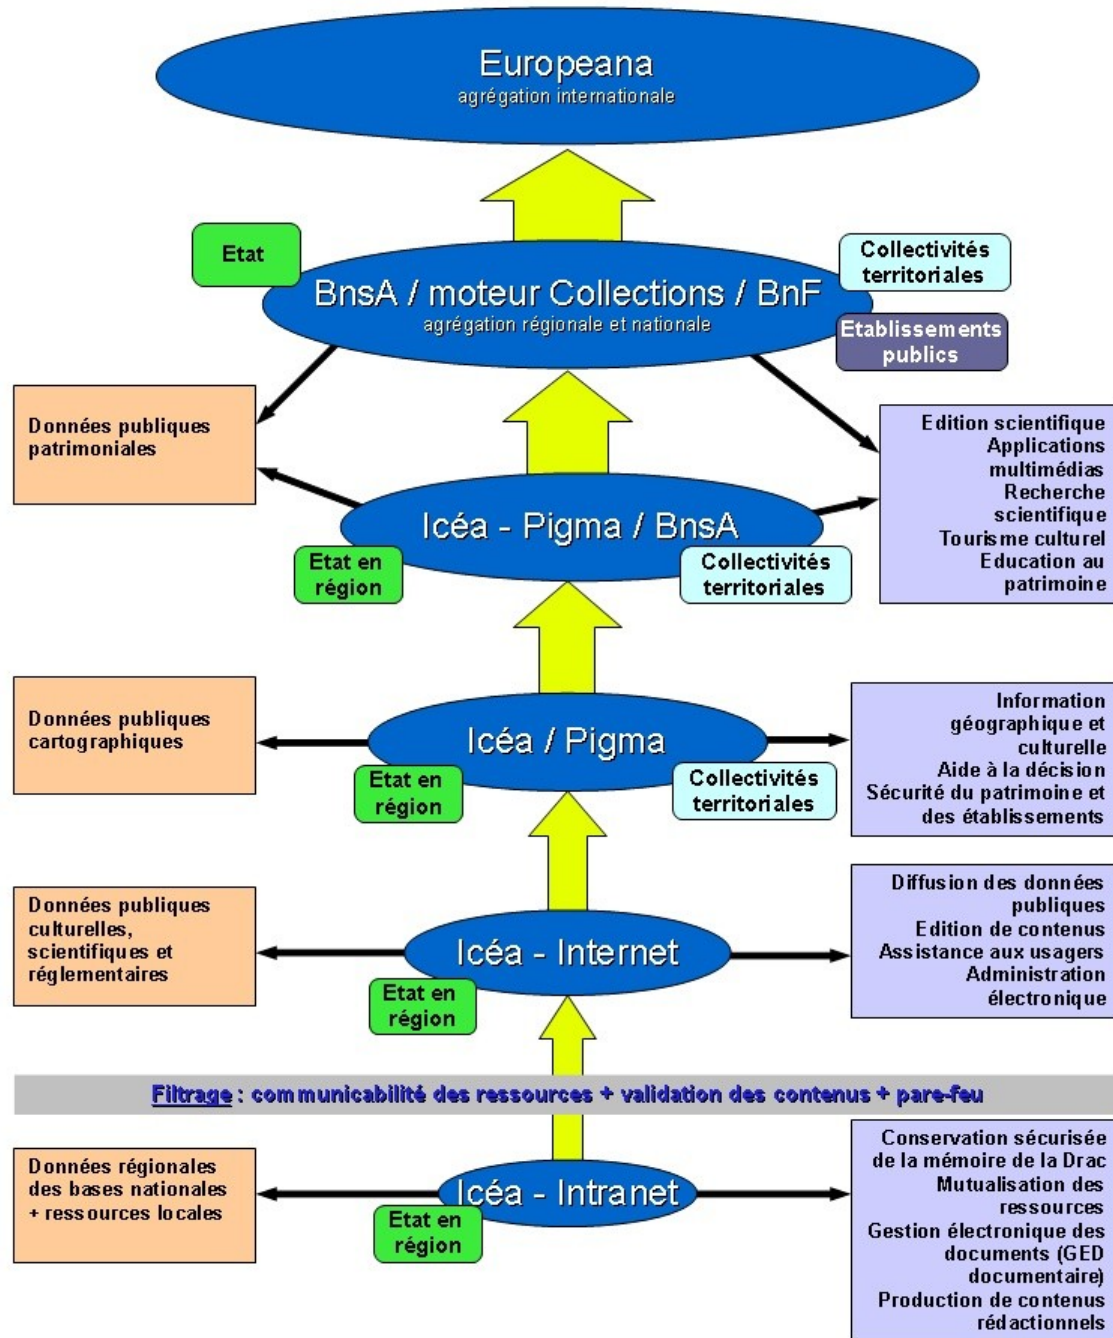 Europeana
agrégation internationale
Etat
Collectivités
territoriales
BnsA / moteur Collections / BnF
agrégation régionale et nationale
Etablissements
publics
Données publiques
patrimoniales
Edition scientifique
Applications
multimédias
Recherche
scientifique
Tourisme culturel
Education au
patrimoine
Icéa - Pigma / BnsA
Etat en
région
Collectivités
territoriales
Données publiques
cartographiques
Icéa / Pigma
Etat en
région
Collectivités
territoriales
Information
géographique et
culturelle
Aide à la décision
Sécurité du patrimoine et
des établissements
Données publiques
culturelles,
scientifiques et
réglementaires
Icéa - Internet
Etat en
région
Diffusion des données
publiques
Edition de contenus
Assistance aux usagers
Administration
électronique
Filtrage : communicabilité des ressources + validation des contenus + pare-feu
Données régionales
des bases nationales
+ ressources locales
Icéa - Intranet
Etat en
région
Conservation sécurisée
de la mémoire de la Drac
Mutualisation des
ressources
Gestion électronique des
documents (GED
documentaire)
Production de contenus
rédactionnels